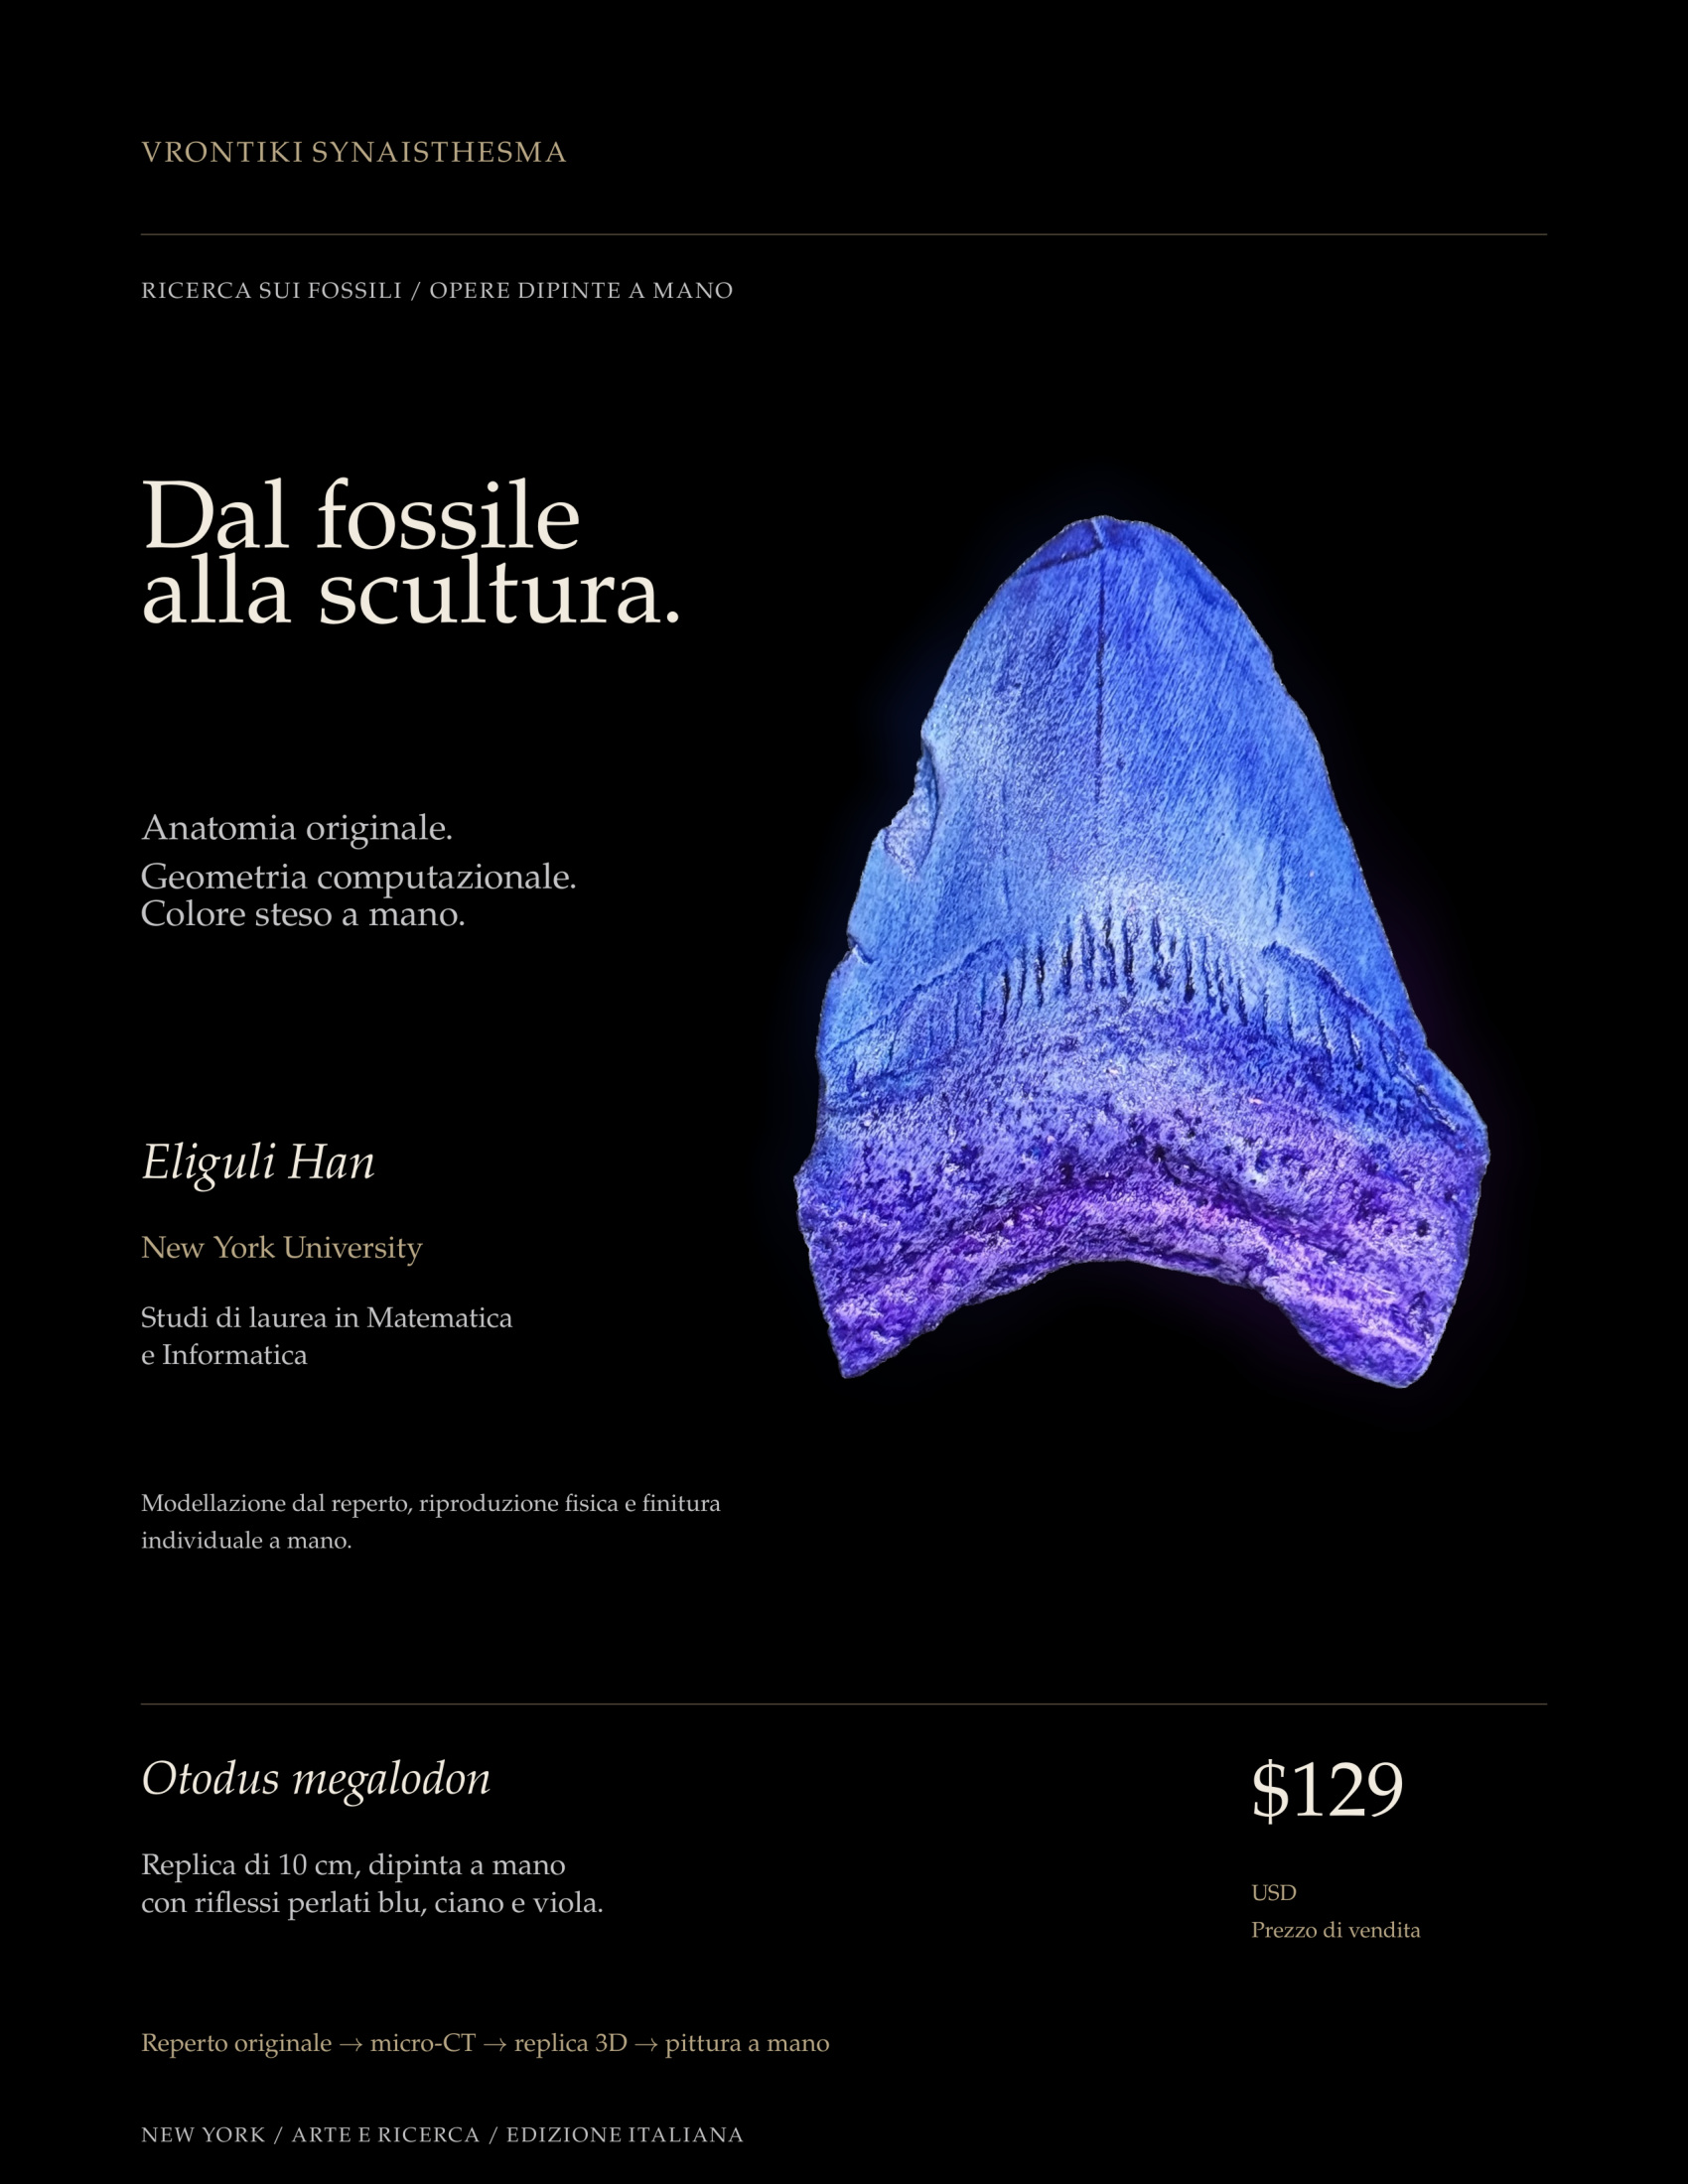 VRONTIKI SYNAISTHESMA
RICERCA SUI FOSSILI / OPERE DIPINTE A MANO
Dal fossile
alla scultura.
Anatomia originale.
Geometria computazionale.
Colore steso a mano.
Eliguli Han
New York University
Studi di laurea in Matematica
e Informatica
Modellazione dal reperto, riproduzione fisica e finitura
individuale a mano.
Otodus megalodon
$129
Replica di 10 cm, dipinta a mano
con riflessi perlati blu, ciano e viola.
USD
Prezzo di vendita
Reperto originale → micro-CT → replica 3D → pittura a mano
NEW YORK / ARTE E RICERCA / EDIZIONE ITALIANA